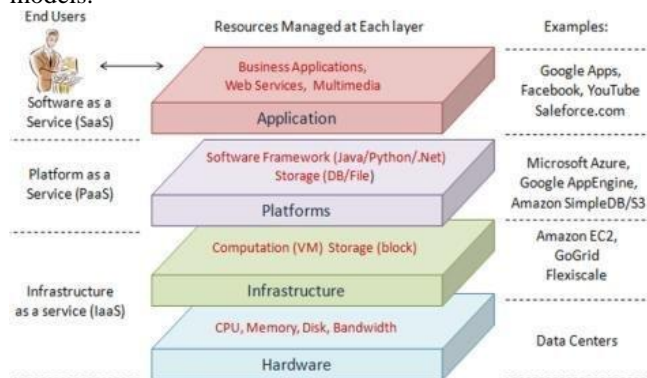 models.
End Users
Resources Managed at Each layer
Examples:
Business Applications,
Web Services, Multimedia
Application
Software as a
Service (SaaS)
Google Apps,
Facebook, YouTube
Saleforce.com
Software Framework (Java/Python/.Net)
Storage (DB/File)
Platforms
Platform as a
Service (PaaS)
Microsoft Azure,
Google AppEngine,
Amazon SimpleDB/S3
Computation (VM) Storage (block)
Infrastructure
Amazon EC2,
GoGrid
Flexiscale
Infrastructure
as a service (IaaS)
CPU, Memory, Disk, Bandwidth
Hardware
Data Centers